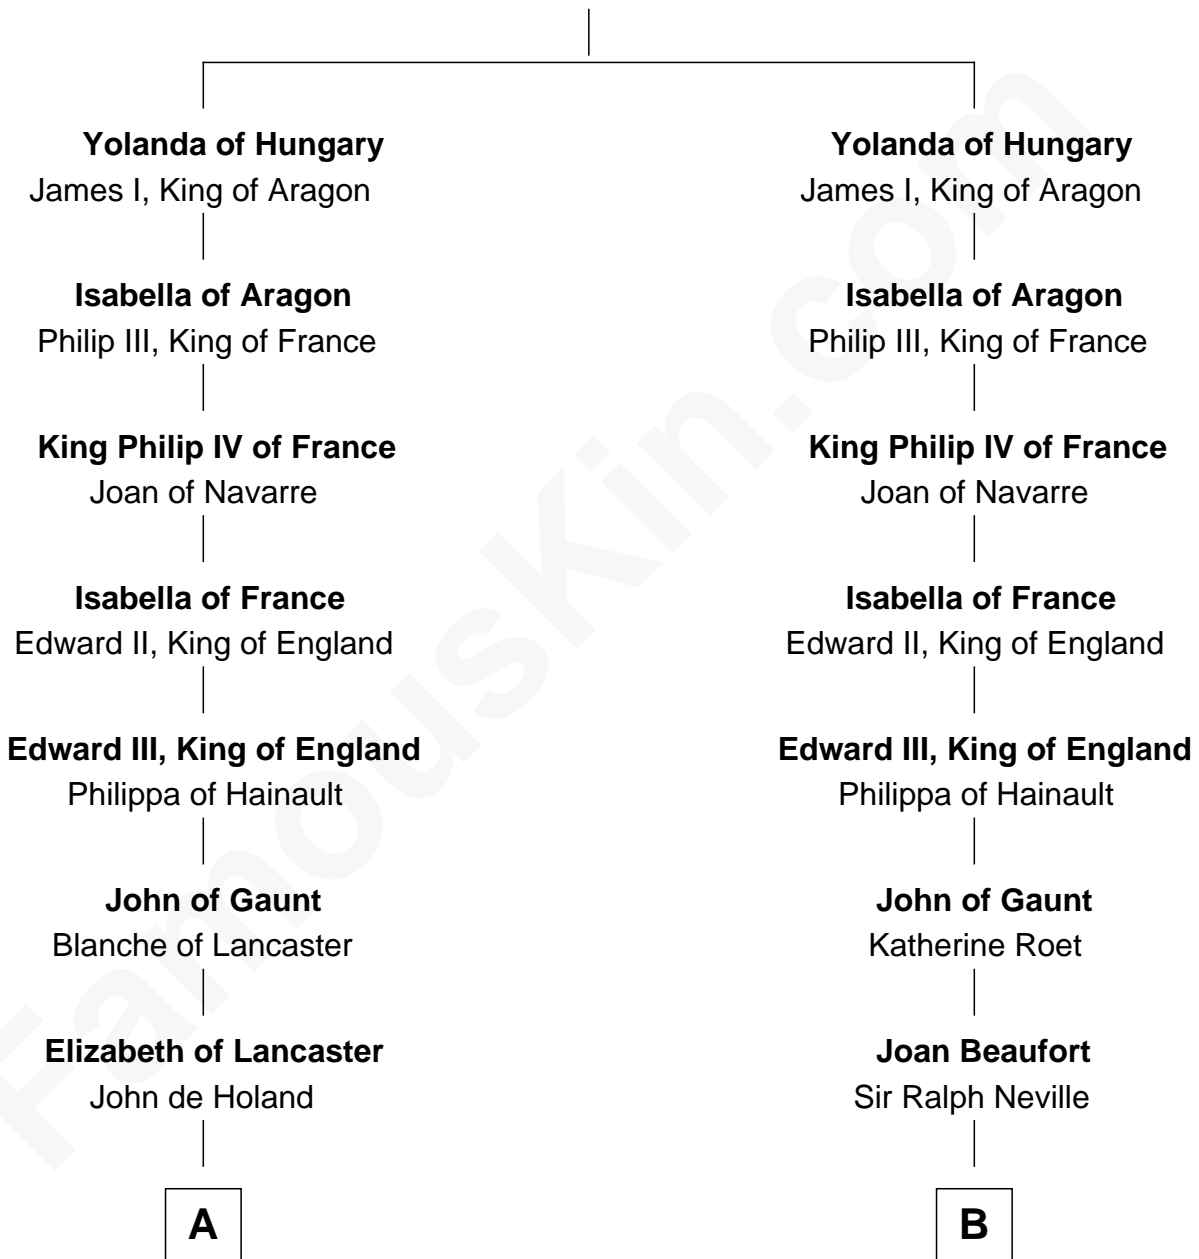 Yolanda of Hungary
James I, King of Aragon
Isabella of Aragon
Philip III, King of France
King Philip IV of France
Joan of Navarre
Isabella of France
Edward II, King of England
Edward III, King of England
Philippa of Hainault
John of Gaunt
Blanche of Lancaster
Elizabeth of Lancaster
John de Holand
A
Yolanda of Hungary
James I, King of Aragon
Isabella of Aragon
Philip III, King of France
King Philip IV of France
Joan of Navarre
Isabella of France
Edward II, King of England
Edward III, King of England
Philippa of Hainault
John of Gaunt
Katherine Roet
Joan Beaufort
Sir Ralph Neville
B
FamousKin.com